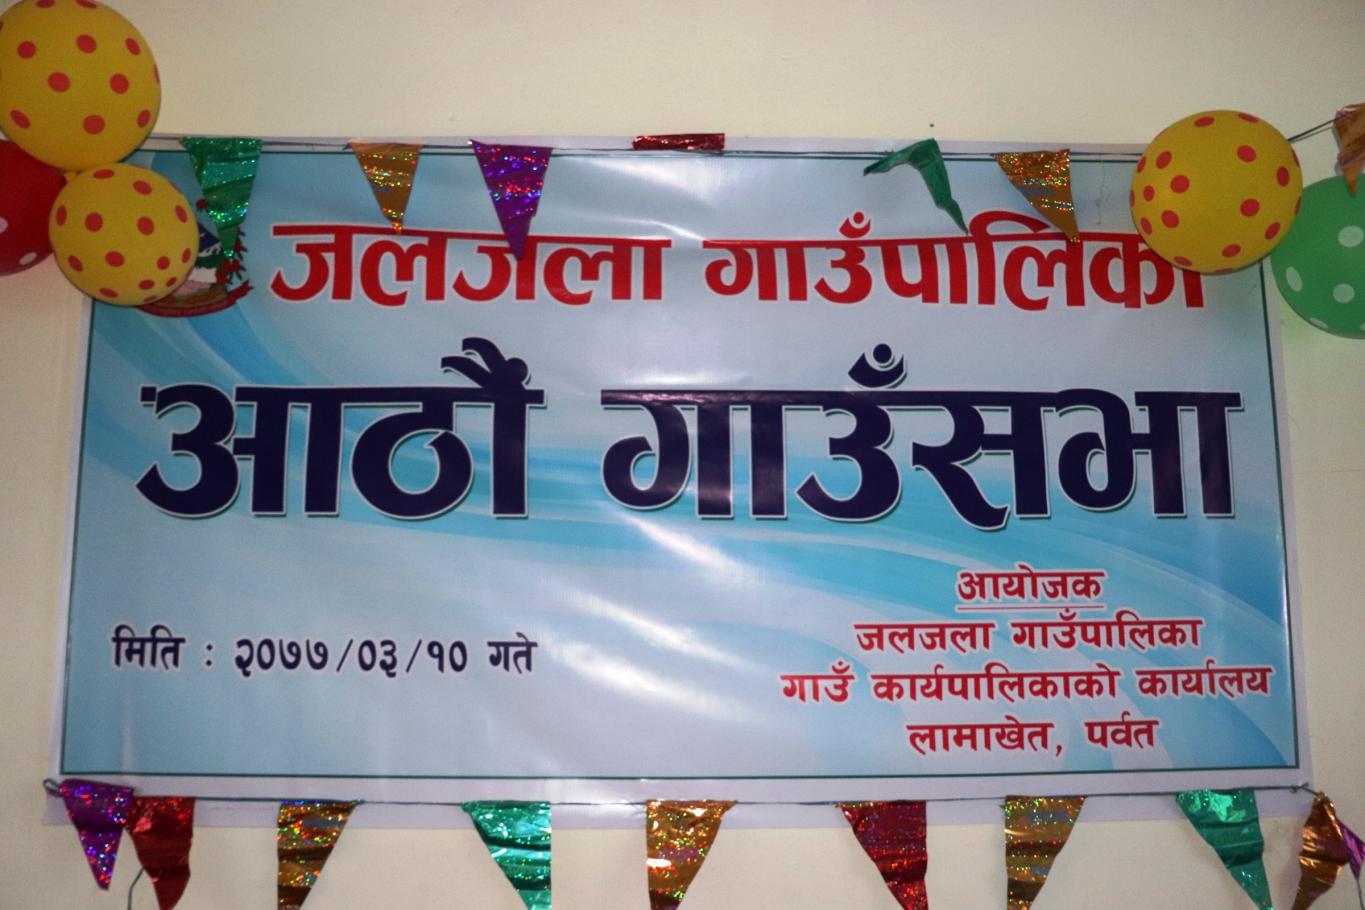 जलजला गाउँपालिका
आठौं गाउँसभा
मिति : २०७७/०३/१० गते
आयोजक
जलजला गाउँपालिका
गाउँ कार्यपालिकाको कार्यालय
लामाखेत, पर्वत